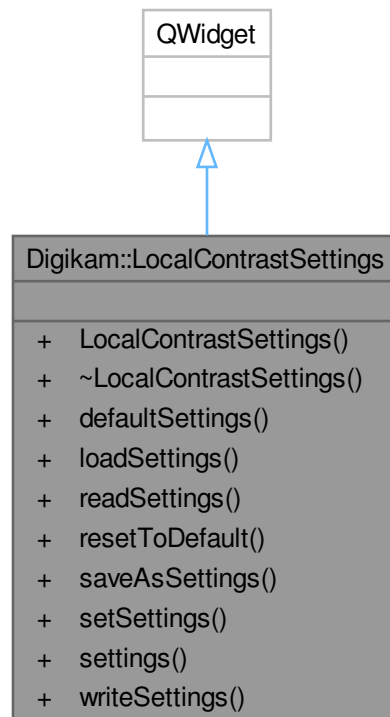 QWidget
Digikam::LocalContrastSettings
+ LocalContrastSettings()
+ ~LocalContrastSettings()
+ defaultSettings()
+ loadSettings()
+ readSettings()
+ resetToDefault()
+ saveAsSettings()
+ setSettings()
+ settings()
+ writeSettings()